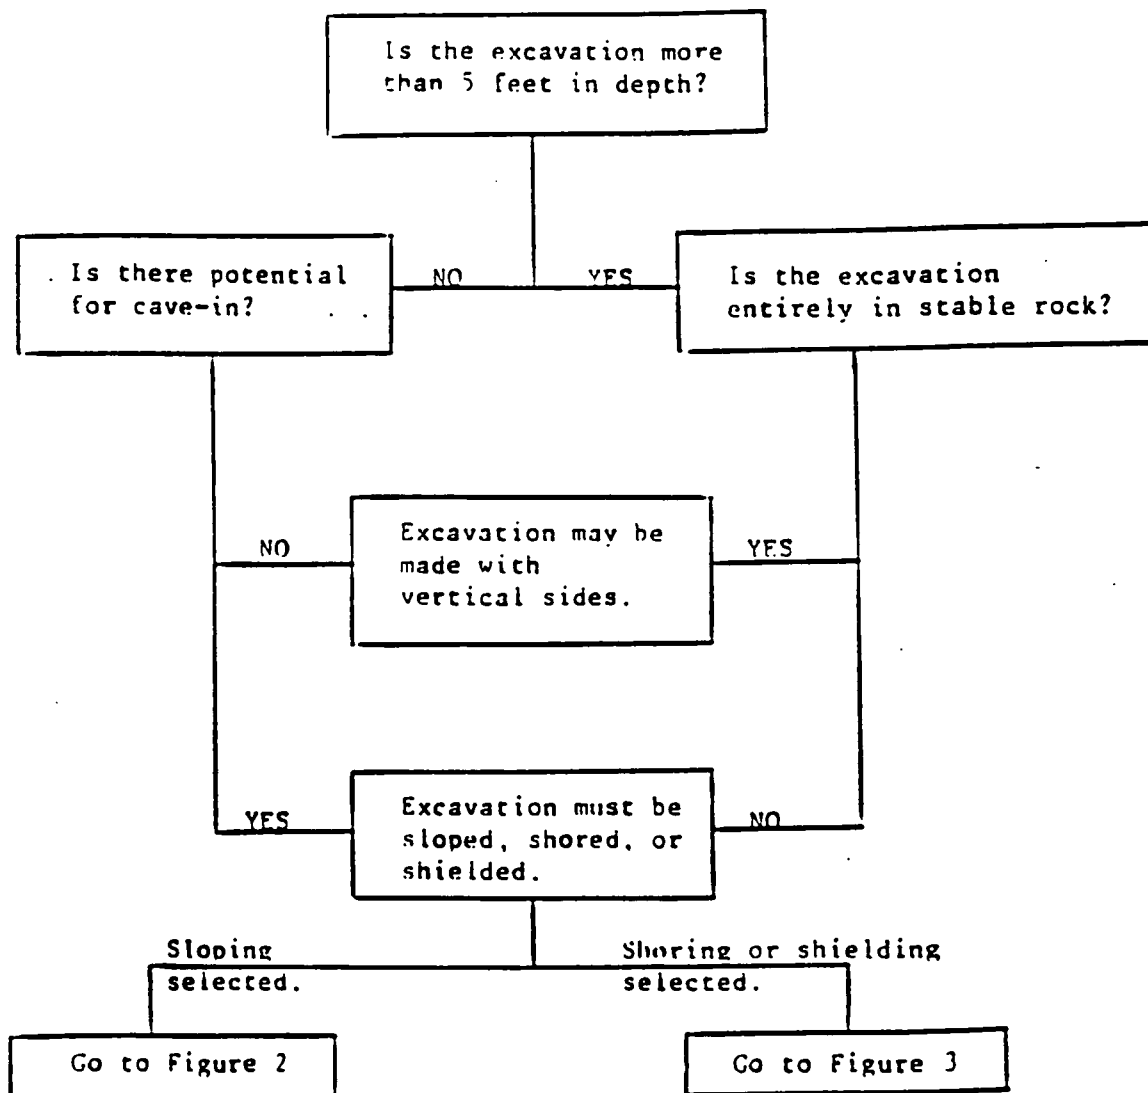 Is the excavation more
than 5 feet in depth?
Is there potential
for cave-in?
NO
YES
Is the excavation
entirely in stable rock?
NO
Excavation may be
made with
vertical sides.
YES
YES
Excavation must be
sloped, shored, or
shielded.
NO
Sloping
selected.
Shoring or shielding
selected.
Go to Figure 2
Go to Figure 3